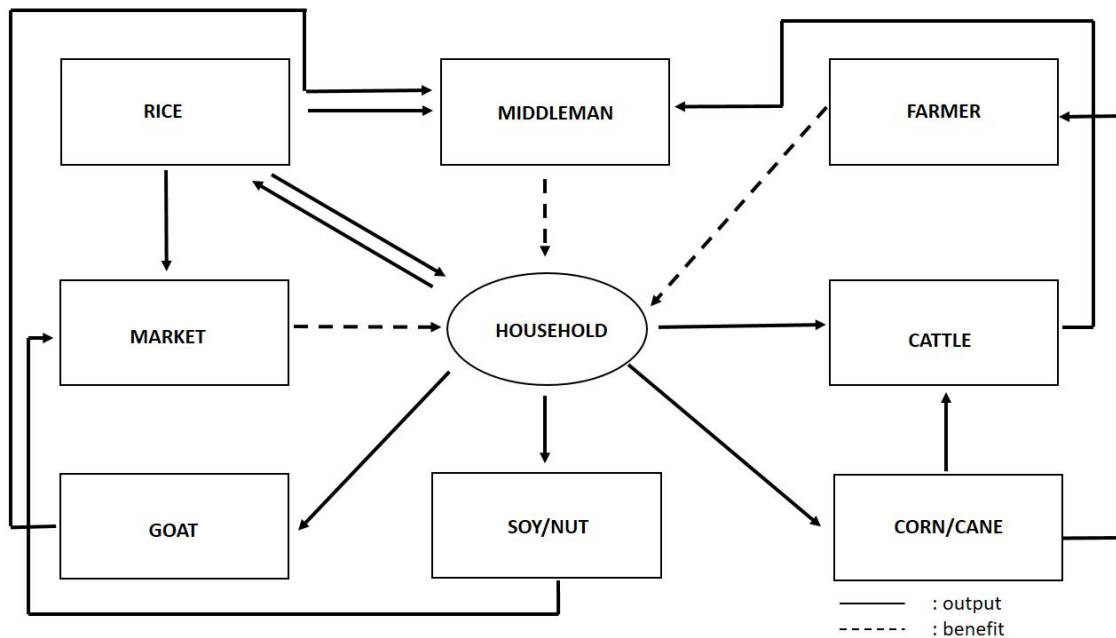 RICE
MIDDLEMAN
FARMER
MARKET
HOUSEHOLD
CATTLE
GOAT
SOY/NUT
CORN/CANE
: output
: benefit